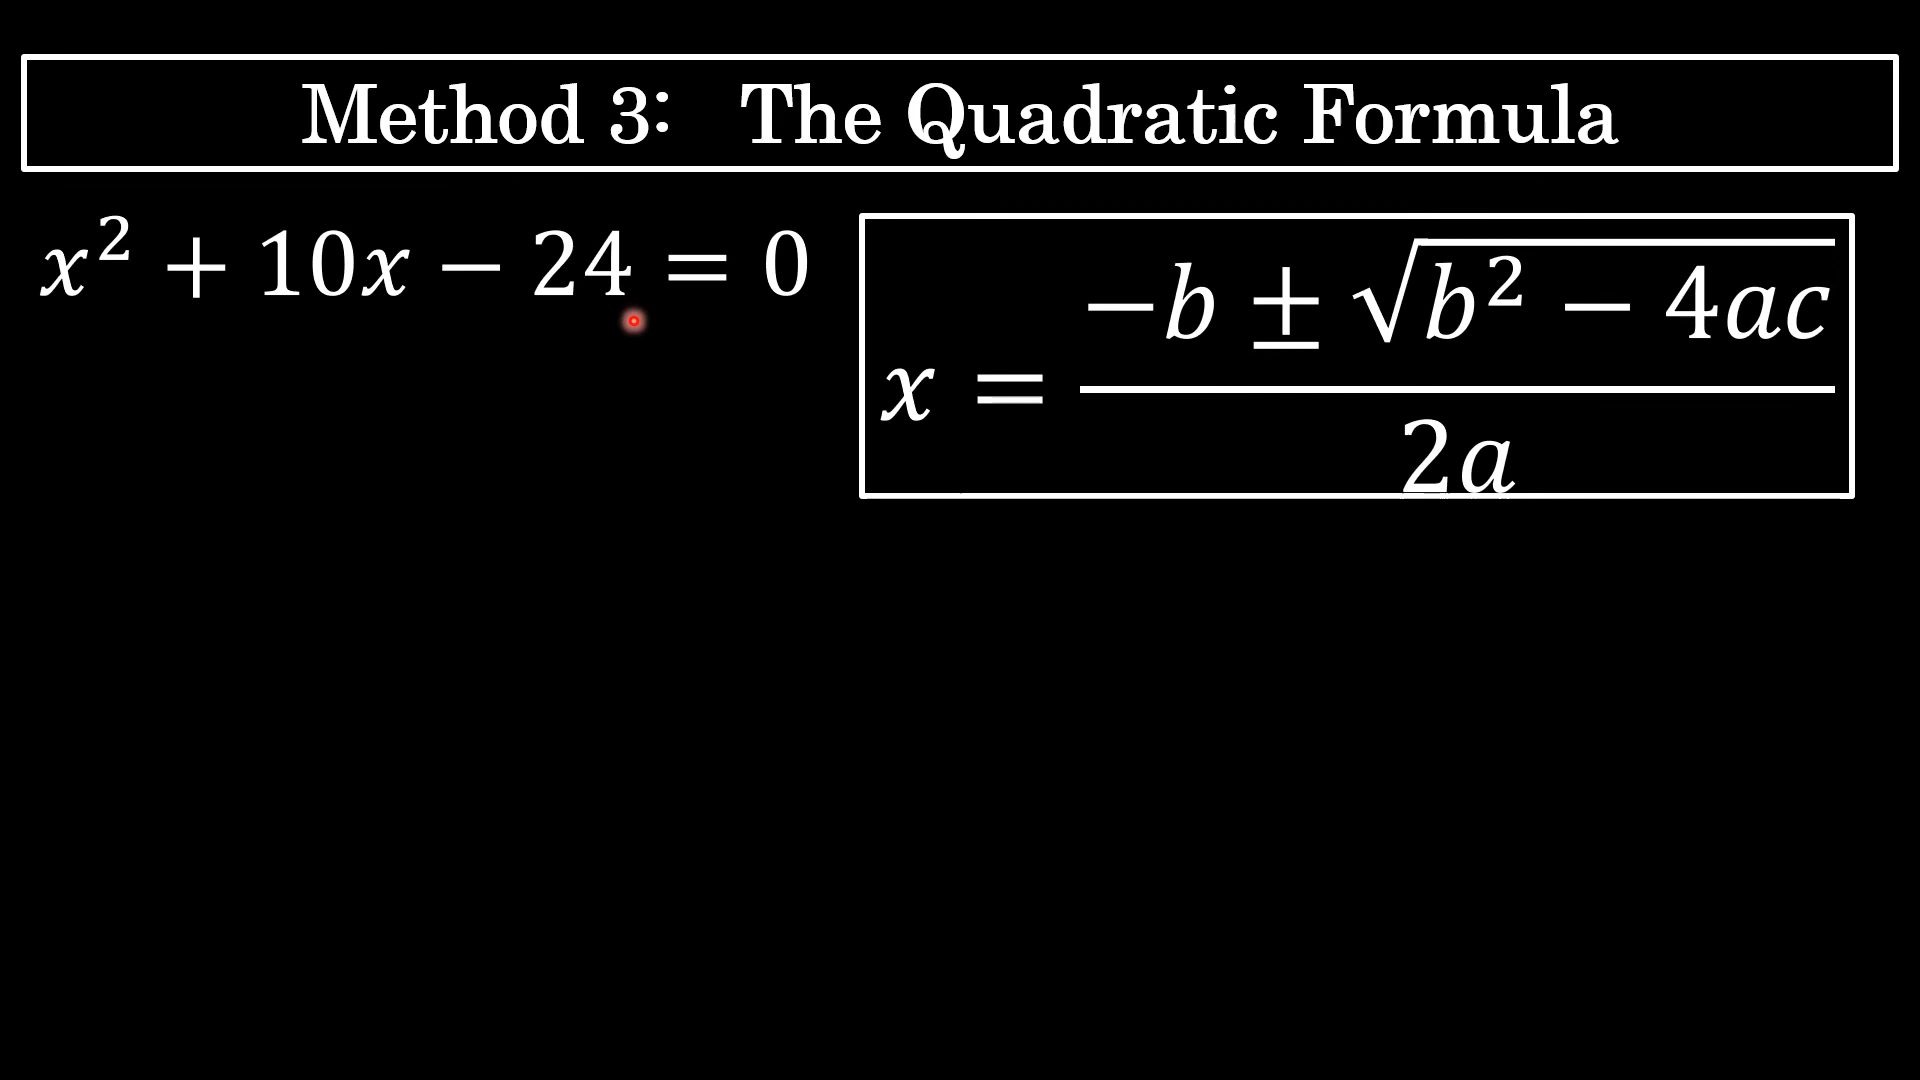 Method 3: The Quadratic Formula
x² + 10x − 24 = 0
x = (−b ± √(b² − 4ac)) / (2a)